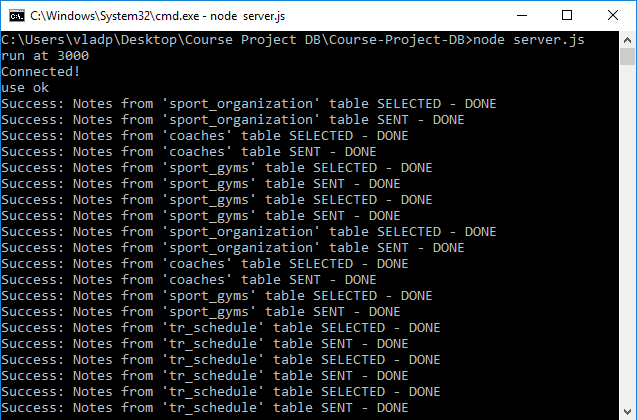 C:\Windows\System32\cmd.exe - node server.js
C:\Users\vladp\Desktop\Course Project DB\Course-Project-DB>node server.js
run at 3000
Connected!
use ok
Success: Notes from 'sport_organization' table SELECTED - DONE
Success: Notes from 'sport_organization' table SENT - DONE
Success: Notes from 'coaches' table SELECTED - DONE
Success: Notes from 'coaches' table SENT - DONE
Success: Notes from 'sport_gyms' table SELECTED - DONE
Success: Notes from 'sport_gyms' table SENT - DONE
Success: Notes from 'sport_gyms' table SELECTED - DONE
Success: Notes from 'sport_gyms' table SENT - DONE
Success: Notes from 'sport_organization' table SELECTED - DONE
Success: Notes from 'sport_organization' table SENT - DONE
Success: Notes from 'coaches' table SELECTED - DONE
Success: Notes from 'coaches' table SENT - DONE
Success: Notes from 'sport_gyms' table SELECTED - DONE
Success: Notes from 'sport_gyms' table SENT - DONE
Success: Notes from 'tr_schedule' table SELECTED - DONE
Success: Notes from 'tr_schedule' table SENT - DONE
Success: Notes from 'tr_schedule' table SELECTED - DONE
Success: Notes from 'tr_schedule' table SENT - DONE
Success: Notes from 'tr_schedule' table SELECTED - DONE
Success: Notes from 'tr_schedule' table SENT - DONE